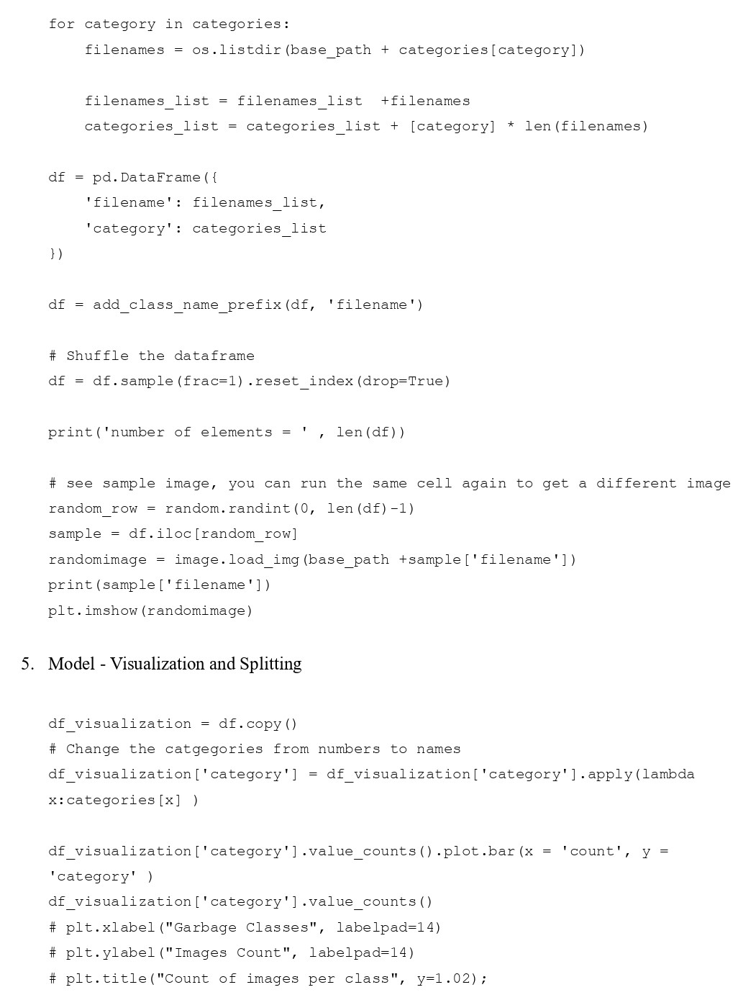 for category in categories:
    filenames = os.listdir(base_path + categories[category])
    filenames_list = filenames_list  +filenames
    categories_list = categories_list + [category] * len(filenames)
df = pd.DataFrame({
    'filename': filenames_list,
    'category': categories_list
})
df = add_class_name_prefix(df, 'filename')
# Shuffle the dataframe
df = df.sample(frac=1).reset_index(drop=True)
print('number of elements = ' , len(df))
# see sample image, you can run the same cell again to get a different image
random_row = random.randint(0, len(df)-1)
sample = df.iloc[random_row]
randomimage = image.load_img(base_path +sample['filename'])
print(sample['filename'])
plt.imshow(randomimage)
5. Model - Visualization and Splitting
df_visualization = df.copy()
# Change the catgegories from numbers to names
df_visualization['category'] = df_visualization['category'].apply(lambda
x:categories[x] )
df_visualization['category'].value_counts().plot.bar(x = 'count', y =
'category' )
df_visualization['category'].value_counts()
# plt.xlabel("Garbage Classes", labelpad=14)
# plt.ylabel("Images Count", labelpad=14)
# plt.title("Count of images per class", y=1.02);